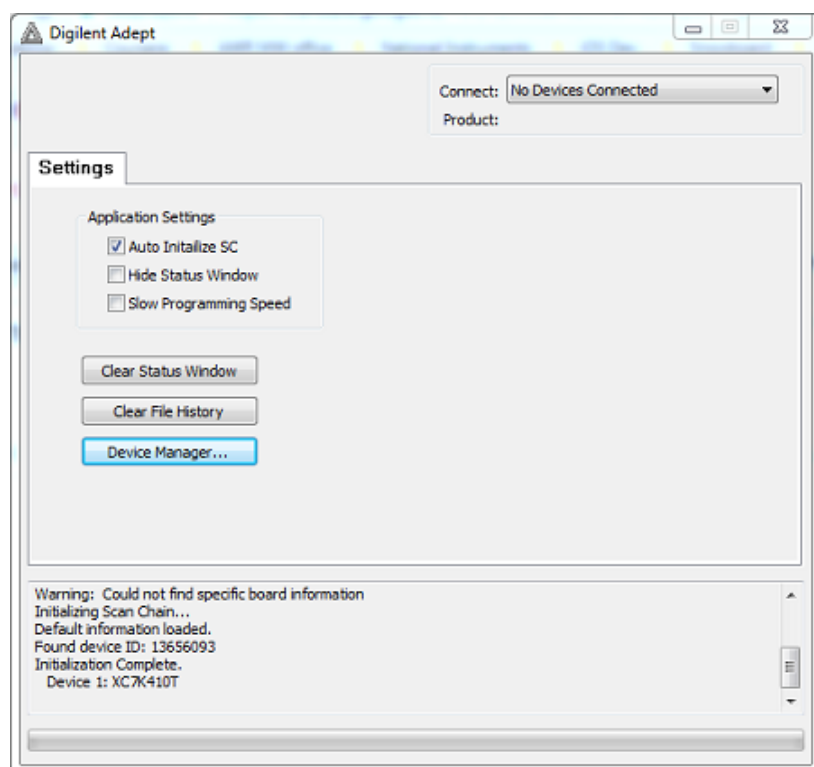 Digilent Adept
Connect: No Devices Connected
Product:
Settings
Application Settings
Auto Initailize SC
Hide Status Window
Slow Programming Speed
Clear Status Window
Clear File History
Device Manager...
Warning: Could not find specific board information
Initializing Scan Chain...
Default information loaded.
Found device ID: 13656093
Initialization Complete.
Device 1: XC7K410T